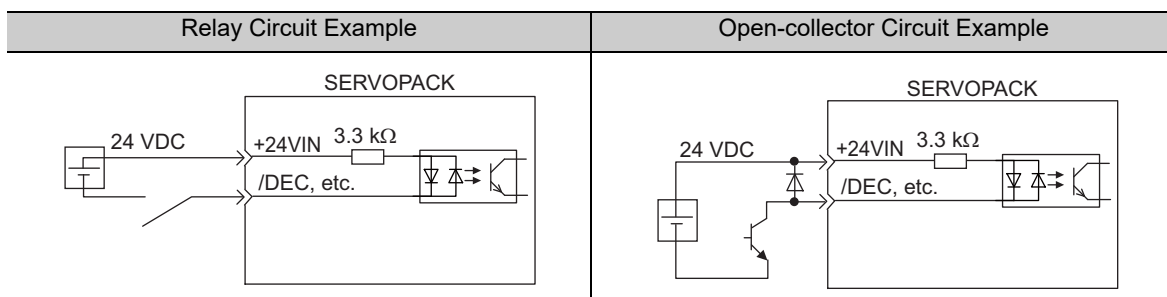 Relay Circuit Example
Open-collector Circuit Example
SERVOPACK
24 VDC
+24VIN
3.3 kΩ
/DEC, etc.
SERVOPACK
24 VDC
+24VIN
3.3 kΩ
/DEC, etc.